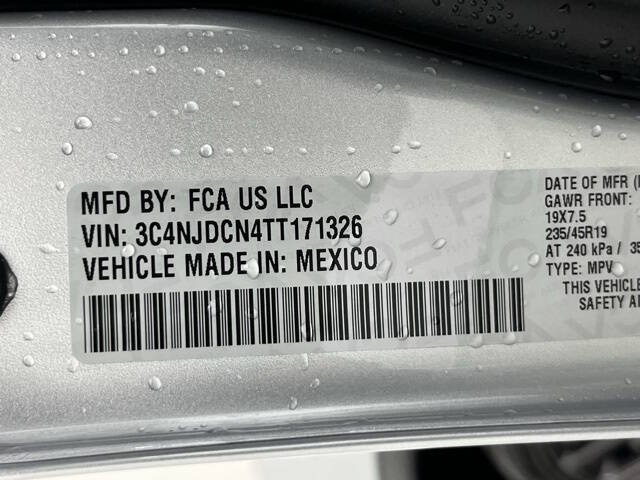 MFD BY: FCA US LLC
VIN: 3C4NJDCN4TT171326
VEHICLE MADE IN: MEXICO
DATE OF MFR
GAWR FRONT:
19X7.5
235/45R19
AT 240 kPa / 35
TYPE: MPV
THIS VEHICLE
SAFETY